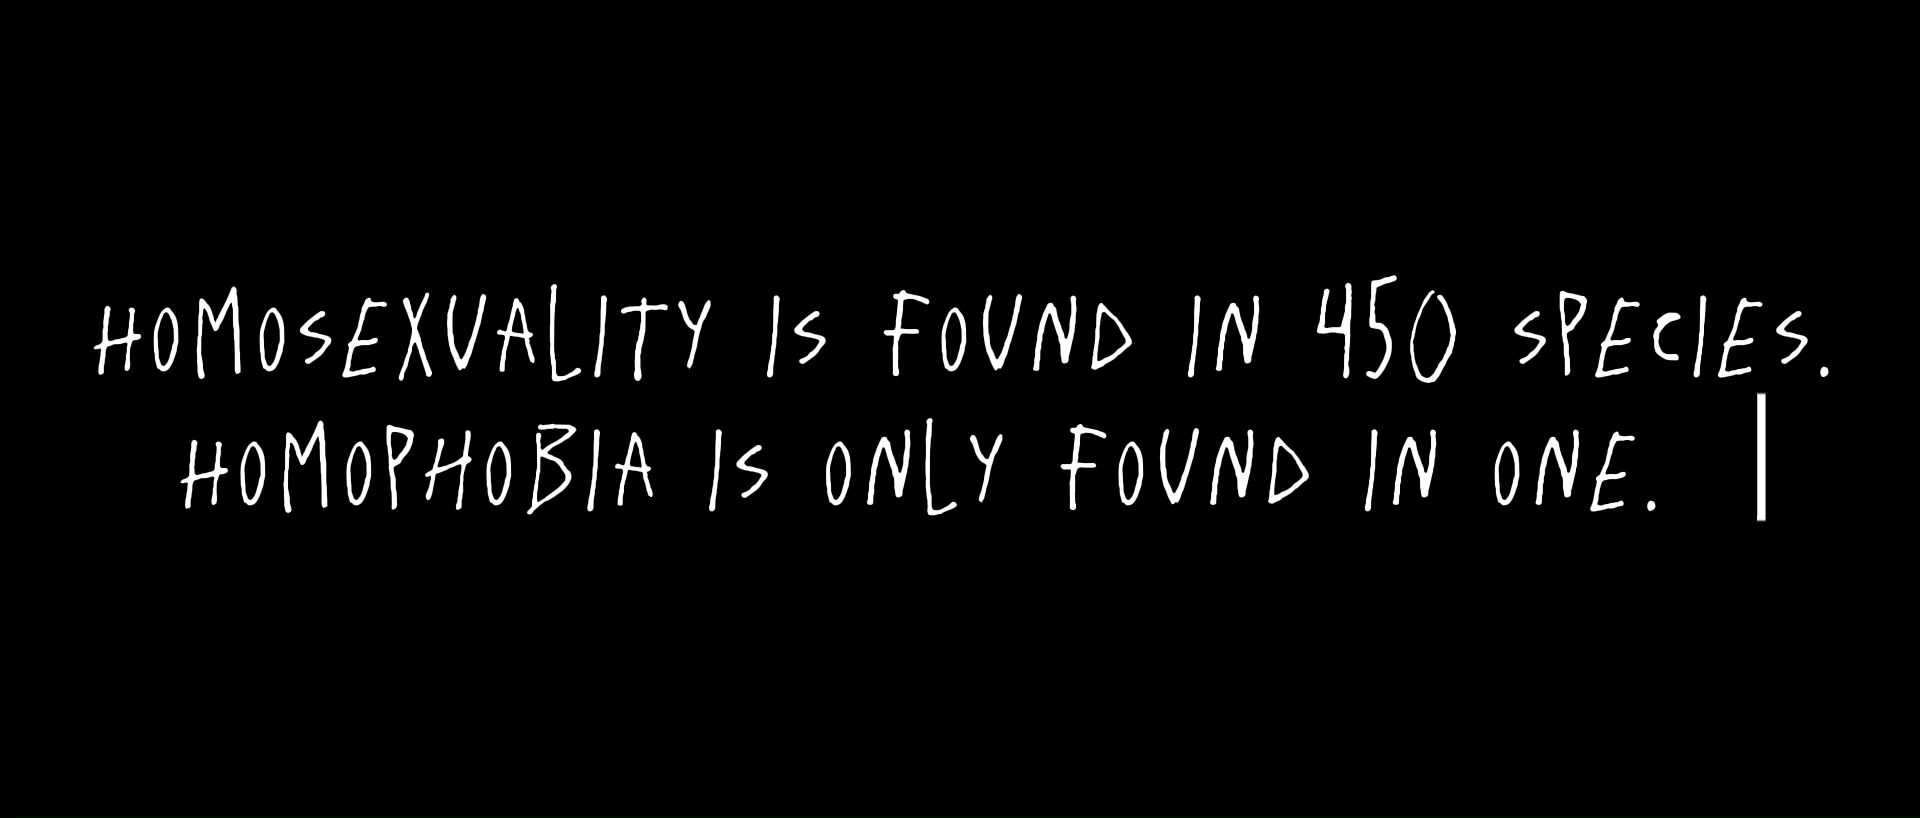 HOMOSEXUALITY IS FOUND IN 450 SPECIES.
HOMOPHOBIA IS ONLY FOUND IN ONE.